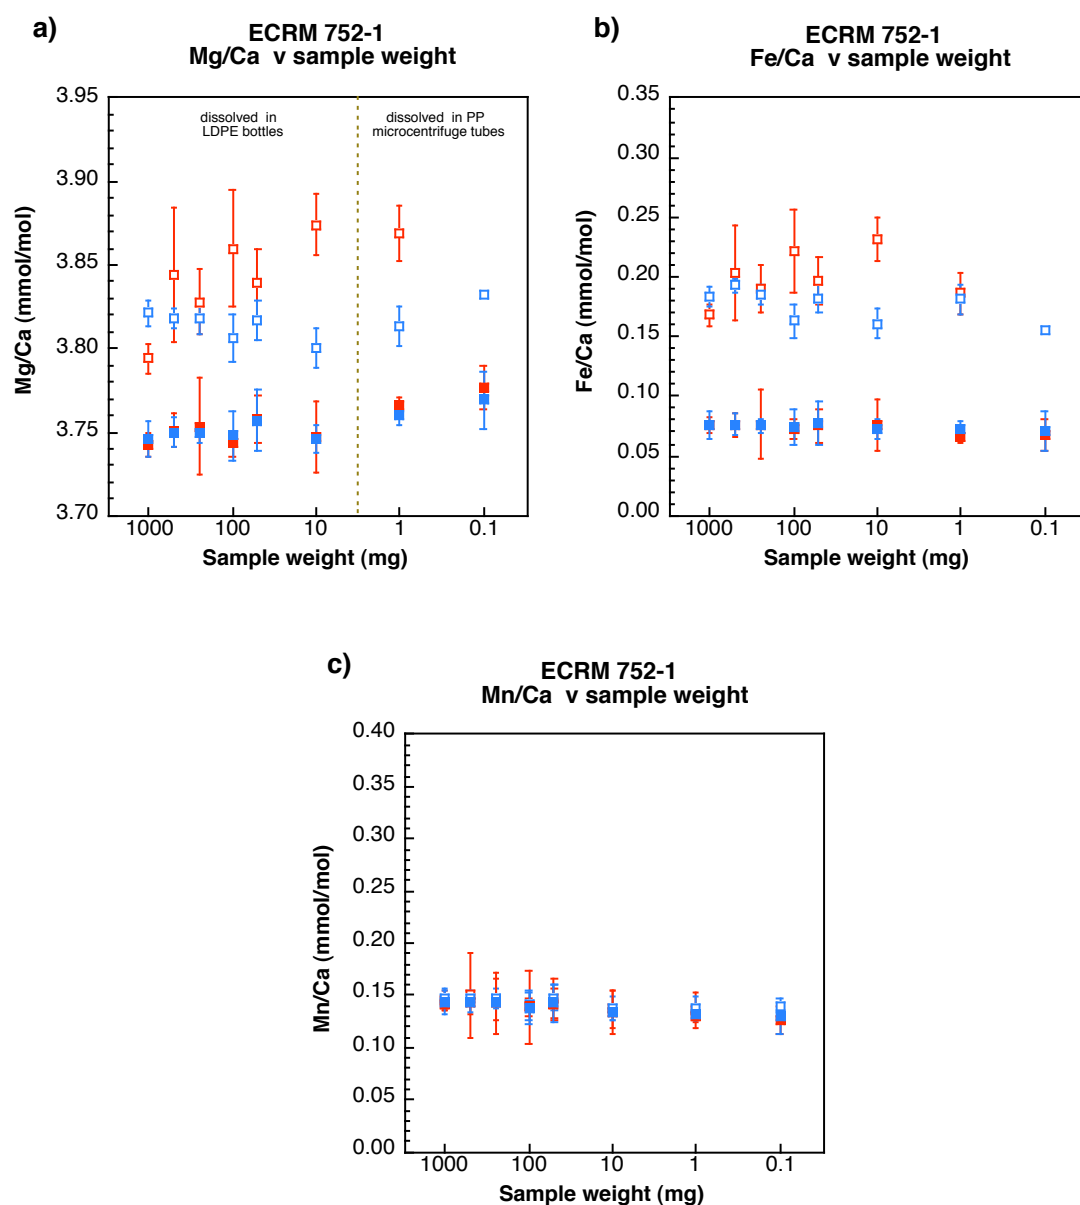 a)
ECRM 752-1
Mg/Ca v sample weight
3.95
3.90
3.85
3.80
3.75
3.70
Mg/Ca (mmol/mol)
dissolved in
LDPE bottles
dissolved in PP
microcentrifuge tubes
1000 100 10 1 0.1
Sample weight (mg)
b)
ECRM 752-1
Fe/Ca v sample weight
0.35
0.30
0.25
0.20
0.15
0.10
0.05
0.00
Fe/Ca (mmol/mol)
1000 100 10 1 0.1
Sample weight (mg)
c)
ECRM 752-1
Mn/Ca v sample weight
0.40
0.35
0.30
0.25
0.20
0.15
0.10
0.05
0.00
Mn/Ca (mmol/mol)
1000 100 10 1 0.1
Sample weight (mg)